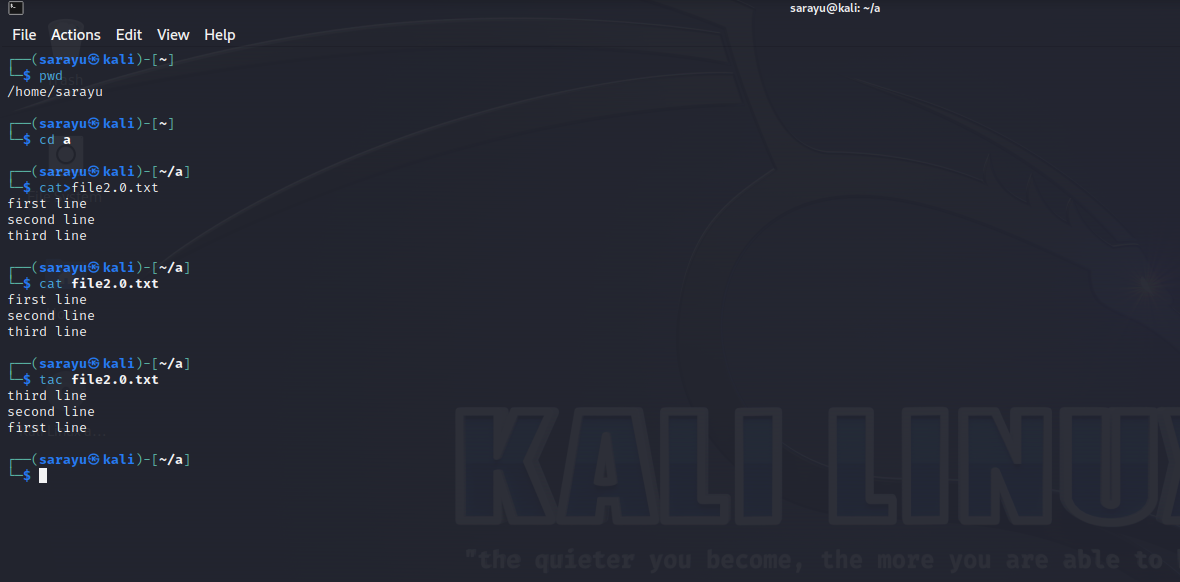 sarayu@kali: ~/a
File Actions Edit View Help
┌──(sarayu㉿kali)-[~]
└─$ pwd
/home/sarayu
┌──(sarayu㉿kali)-[~]
└─$ cd a
┌──(sarayu㉿kali)-[~/a]
└─$ cat>file2.0.txt
first line
second line
third line
┌──(sarayu㉿kali)-[~/a]
└─$ cat file2.0.txt
first line
second line
third line
┌──(sarayu㉿kali)-[~/a]
└─$ tac file2.0.txt
third line
second line
first line
┌──(sarayu㉿kali)-[~/a]
└─$
KALI LINUX
"the quieter you become, the more you are able to